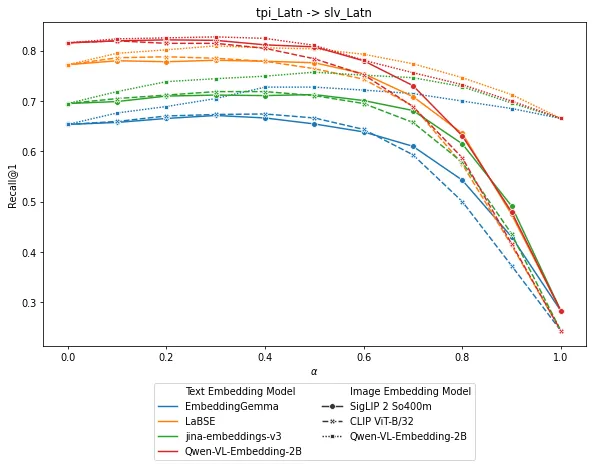 tpi_Latn -> slv_Latn
Recall@1
0.8
0.7
0.6
0.5
0.4
0.3
0.0
0.2
0.4
0.6
0.8
1.0
α
Text Embedding Model
EmbeddingGemma
LaBSE
jina-embeddings-v3
Qwen-VL-Embedding-2B
Image Embedding Model
SigLIP 2 So400m
CLIP ViT-B/32
Qwen-VL-Embedding-2B